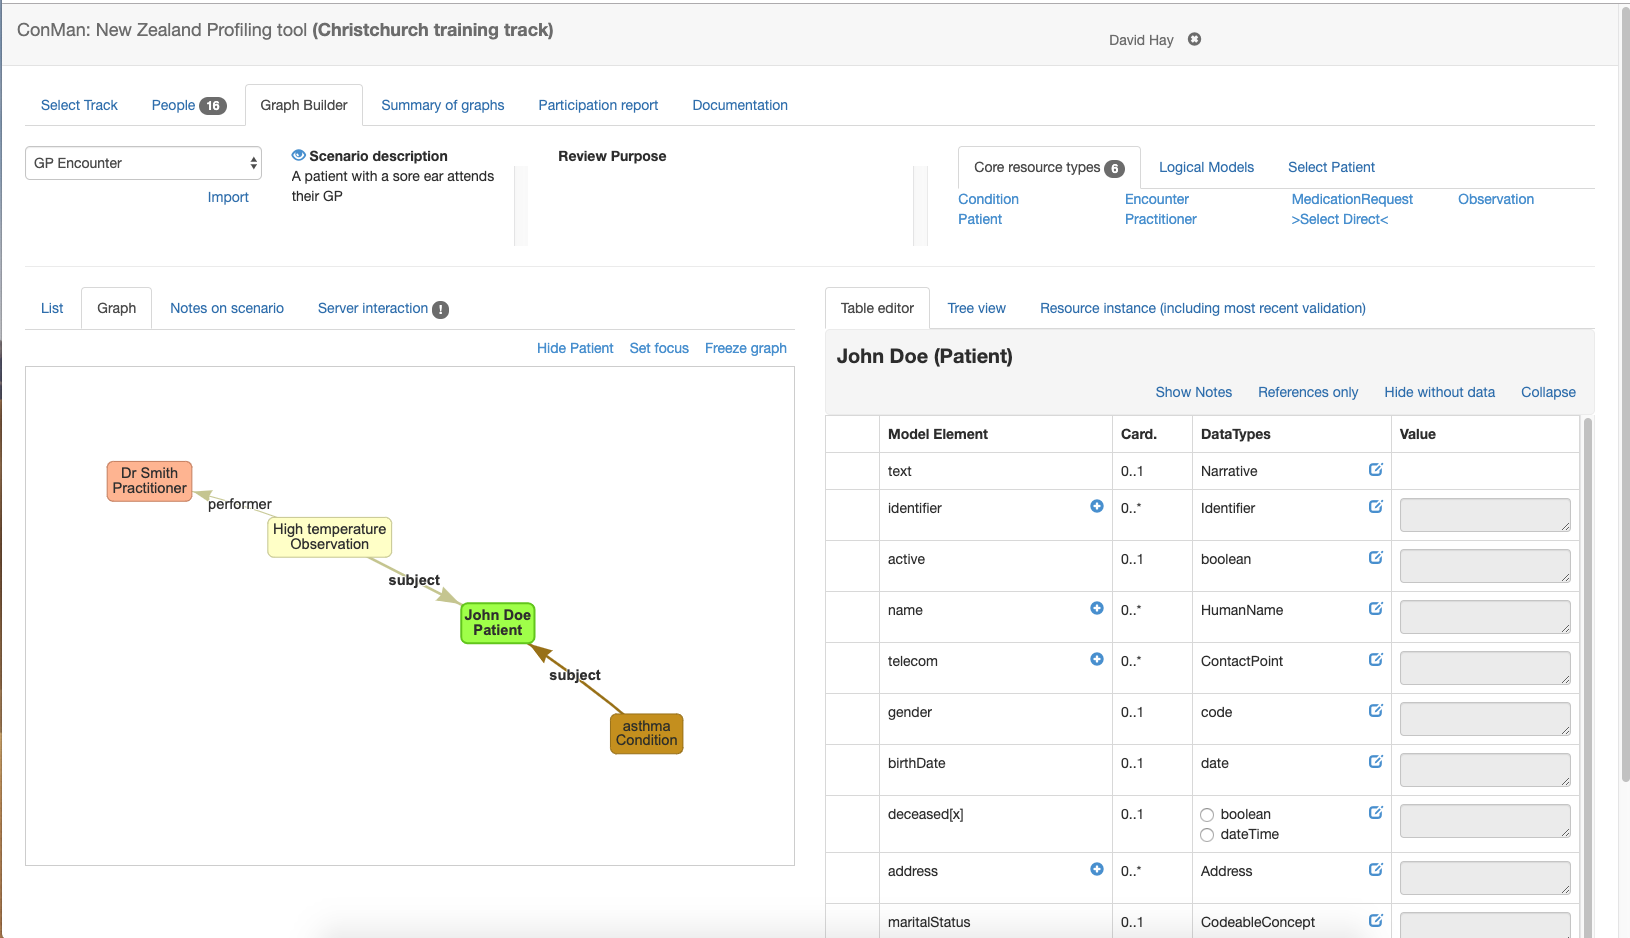 ConMan: New Zealand Profiling tool (Christchurch training track)
David Hay
Select Track People 16 Graph Builder Summary of graphs Participation report Documentation
GP Encounter
Import
Scenario description
A patient with a sore ear attends
their GP
Review Purpose
Core resource types 6 Logical Models Select Patient
Condition Encounter MedicationRequest Observation
Patient Practitioner >Select Direct<
List Graph Notes on scenario Server interaction !
Hide Patient Set focus Freeze graph
Dr Smith
Practitioner
performer
High temperature
Observation
subject
John Doe
Patient
subject
asthma
Condition
Table editor Tree view Resource instance (including most recent validation)
John Doe (Patient)
Show Notes References only Hide without data Collapse
Model Element Card. DataTypes Value
text 0..1 Narrative
identifier 0..* Identifier
active 0..1 boolean
name 0..* HumanName
telecom 0..* ContactPoint
gender 0..1 code
birthDate 0..1 date
deceased[x] 0..1 boolean
dateTime
address 0..* Address
maritalStatus 0..1 CodeableConcept